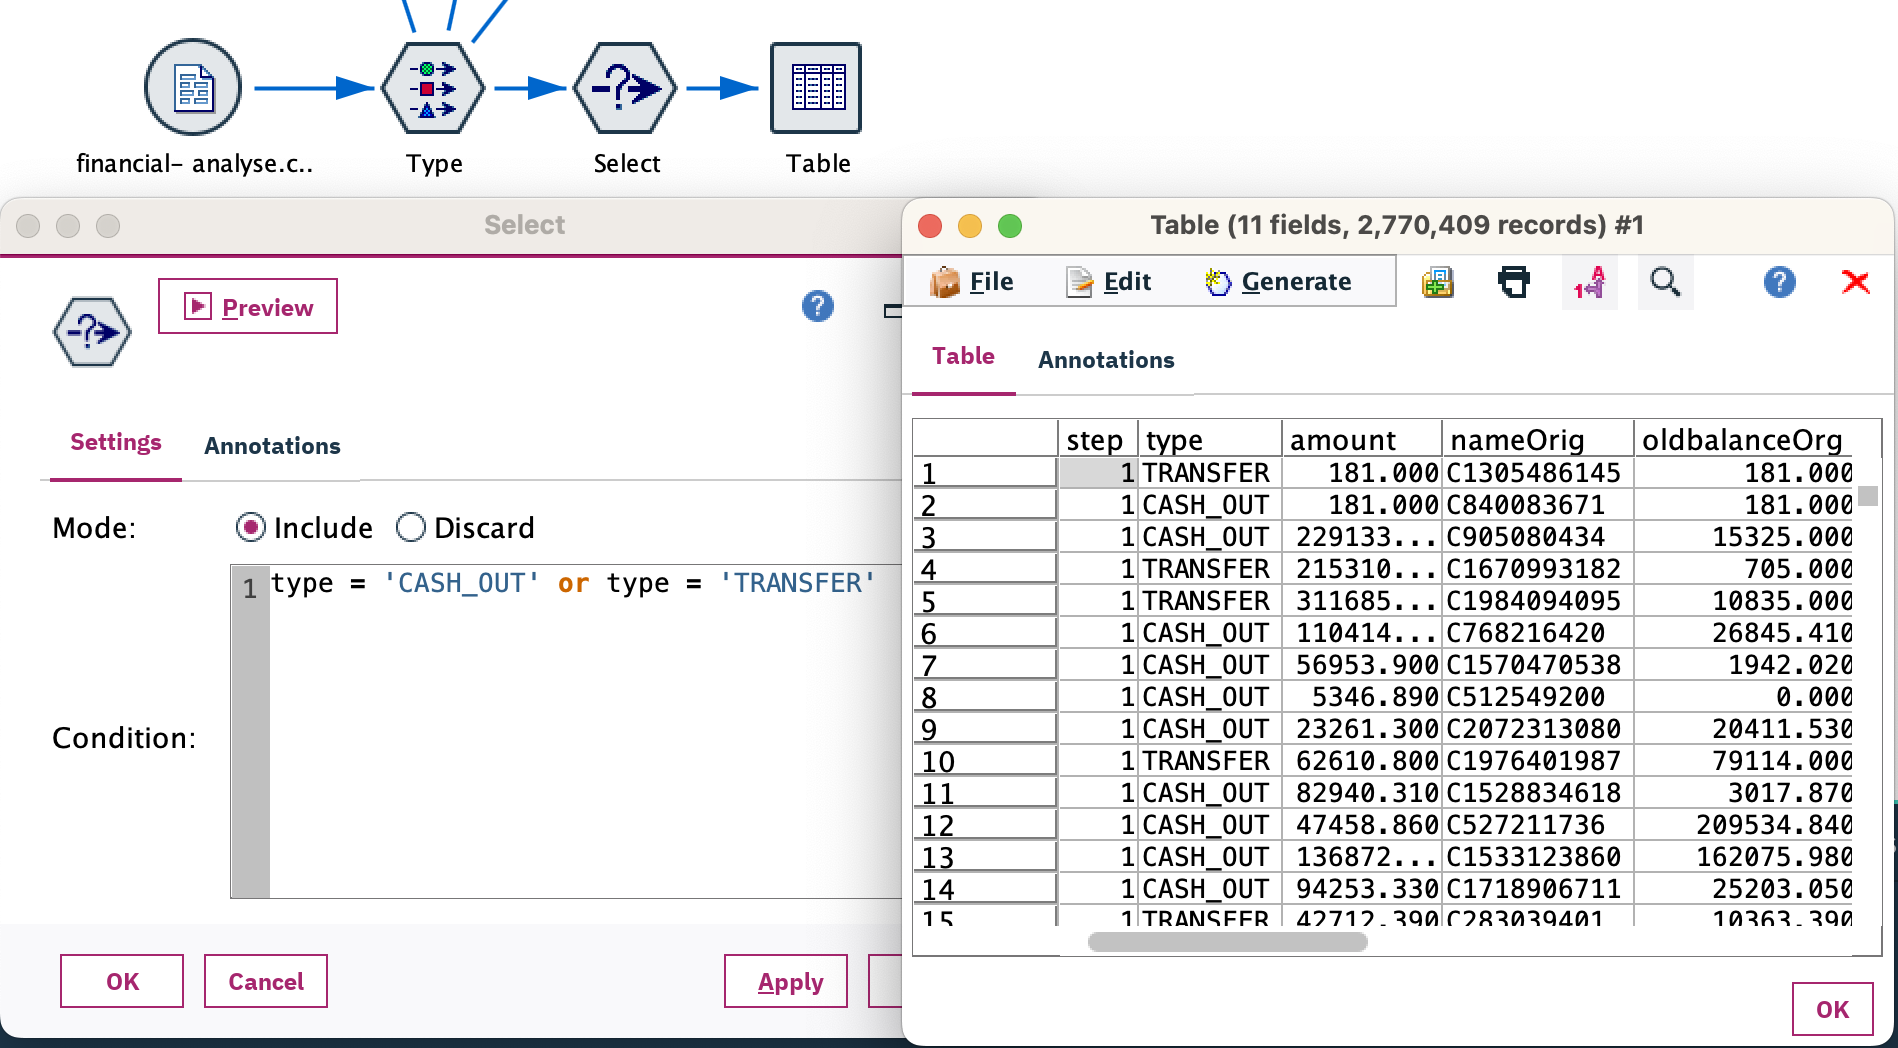 financial- analyse.c..
Type
Select
Table
Select
Preview
?
Settings
Annotations
Mode:
Include
Discard
1
type = 'CASH_OUT' or type = 'TRANSFER'
Condition:
OK
Cancel
Apply
Table (11 fields, 2,770,409 records) #1
File
Edit
Generate
1 A
?
Table
Annotations
step type amount nameOrig oldbalanceOrg
1 1 TRANSFER 181.000 C1305486145 181.000
2 1 CASH_OUT 181.000 C840083671 181.000
3 1 CASH_OUT 229133... C905080434 15325.000
4 1 TRANSFER 215310... C1670993182 705.000
5 1 TRANSFER 311685... C1984094095 10835.000
6 1 CASH_OUT 110414... C768216420 26845.410
7 1 CASH_OUT 56953.900 C1570470538 1942.020
8 1 CASH_OUT 5346.890 C512549200 0.000
9 1 CASH_OUT 23261.300 C2072313080 20411.530
10 1 TRANSFER 62610.800 C1976401987 79114.000
11 1 CASH_OUT 82940.310 C1528834618 3017.870
12 1 CASH_OUT 47458.860 C527211736 209534.840
13 1 CASH_OUT 136872... C1533123860 162075.980
14 1 CASH_OUT 94253.330 C1718906711 25203.050
15 1 TRANSFER 42712.390 C283039401 10363.390
OK